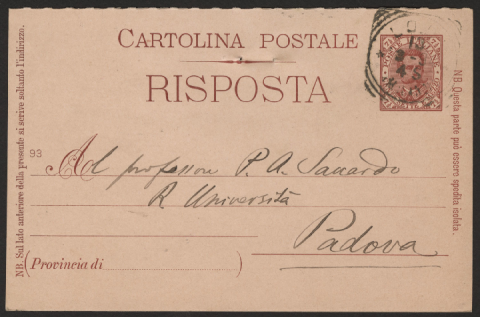 CARTOLINA POSTALE
RISPOSTA
93
Al professore P. A. Saccardo
R. Università
Padova
(Provincia di )
NB. Sul lato anteriore della presente si scrive soltanto l'indirizzo.
NB. Questa parte può essere spedita isolata.